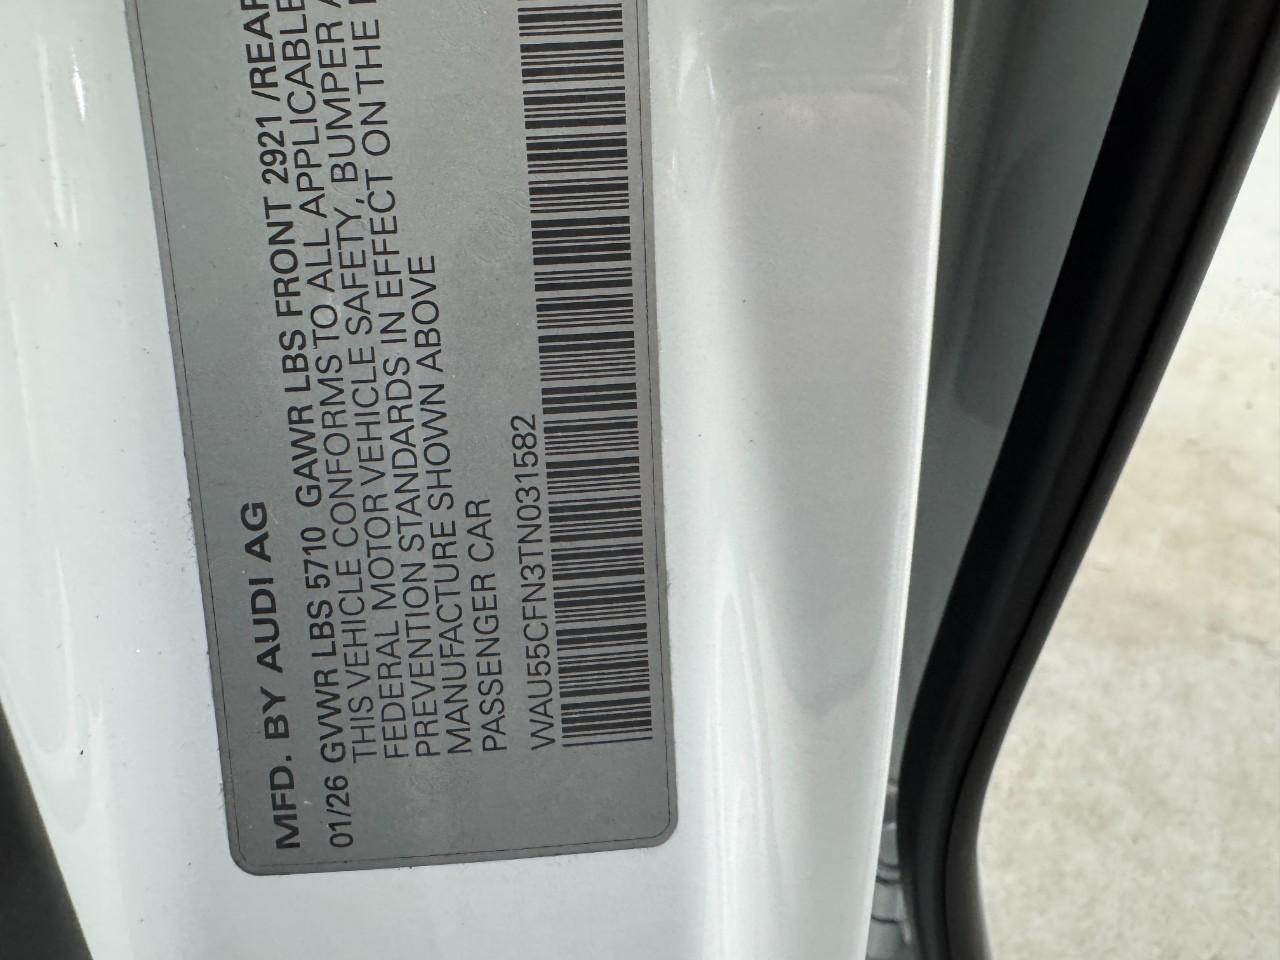 MFD. BY AUDI AG
01/26 GVWR LBS 5710 GAWR LBS FRONT 2921 /REAR
THIS VEHICLE CONFORMS TO ALL APPLICABLE
FEDERAL MOTOR VEHICLE SAFETY, BUMPER
PREVENTION STANDARDS IN EFFECT ON THE
MANUFACTURE SHOWN ABOVE
PASSENGER CAR
WAU55CFN3TN031582